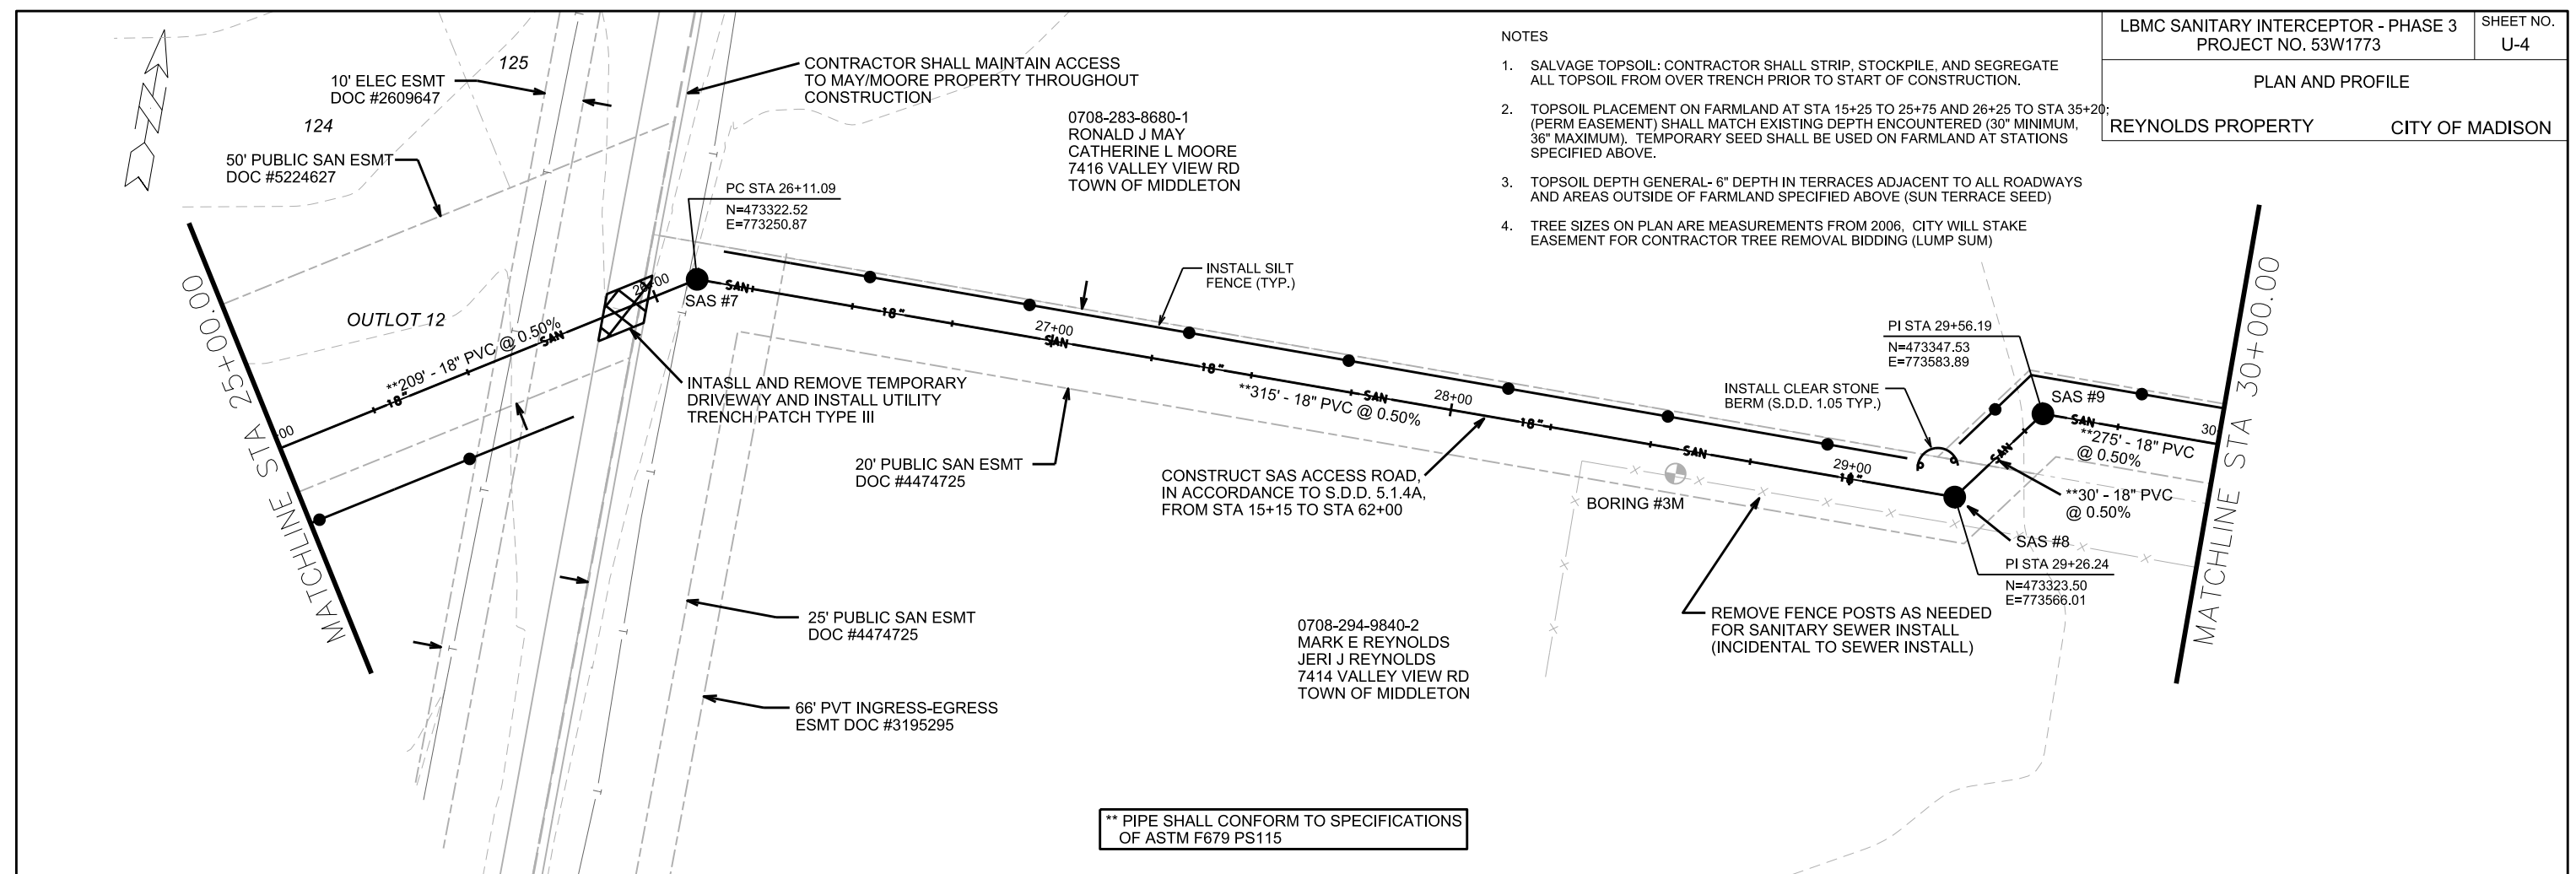 LBMC SANITARY INTERCEPTOR - PHASE 3
PROJECT NO. 53W1773
SHEET NO.
U-4
PLAN AND PROFILE
REYNOLDS PROPERTY
CITY OF MADISON
NOTES
1. SALVAGE TOPSOIL: CONTRACTOR SHALL STRIP, STOCKPILE, AND SEGREGATE
ALL TOPSOIL FROM OVER TRENCH PRIOR TO START OF CONSTRUCTION.
2. TOPSOIL PLACEMENT ON FARMLAND AT STA 15+25 TO 25+75 AND 26+25 TO STA 35+20;
(PERM EASEMENT) SHALL MATCH EXISTING DEPTH ENCOUNTERED (30" MINIMUM,
36" MAXIMUM). TEMPORARY SEED SHALL BE USED ON FARMLAND AT STATIONS
SPECIFIED ABOVE.
3. TOPSOIL DEPTH GENERAL- 6" DEPTH IN TERRACES ADJACENT TO ALL ROADWAYS
AND AREAS OUTSIDE OF FARMLAND SPECIFIED ABOVE (SUN TERRACE SEED)
4. TREE SIZES ON PLAN ARE MEASUREMENTS FROM 2006, CITY WILL STAKE
EASEMENT FOR CONTRACTOR TREE REMOVAL BIDDING (LUMP SUM)
N
125
10' ELEC ESMT
DOC #2609647
124
50' PUBLIC SAN ESMT
DOC #5224627
CONTRACTOR SHALL MAINTAIN ACCESS
TO MAY/MOORE PROPERTY THROUGHOUT
CONSTRUCTION
0708-283-8680-1
RONALD J MAY
CATHERINE L MOORE
7416 VALLEY VIEW RD
TOWN OF MIDDLETON
PC STA 26+11.09
N=473322.52
E=773250.87
MATCHLINE STA 25+00.00
OUTLOT 12
**209' - 18" PVC @ 0.50%
18"
SAN
00
26+00
SAS #7
SAN
18"
27+00
SAN
18"
**315' - 18" PVC @ 0.50%
SAN
28+00
18"
SAN
29+00
18"
INSTALL SILT
FENCE (TYP.)
INTASLL AND REMOVE TEMPORARY
DRIVEWAY AND INSTALL UTILITY
TRENCH PATCH TYPE III
20' PUBLIC SAN ESMT
DOC #4474725
CONSTRUCT SAS ACCESS ROAD,
IN ACCORDANCE TO S.D.D. 5.1.4A,
FROM STA 15+15 TO STA 62+00
BORING #3M
INSTALL CLEAR STONE
BERM (S.D.D. 1.05 TYP.)
PI STA 29+56.19
N=473347.53
E=773583.89
SAS #9
SAN
**275' - 18" PVC
@ 0.50%
30
SAN
**30' - 18" PVC
@ 0.50%
SAS #8
PI STA 29+26.24
N=473323.50
E=773566.01
MATCHLINE STA 30+00.00
25' PUBLIC SAN ESMT
DOC #4474725
66' PVT INGRESS-EGRESS
ESMT DOC #3195295
0708-294-9840-2
MARK E REYNOLDS
JERI J REYNOLDS
7414 VALLEY VIEW RD
TOWN OF MIDDLETON
REMOVE FENCE POSTS AS NEEDED
FOR SANITARY SEWER INSTALL
(INCIDENTAL TO SEWER INSTALL)
** PIPE SHALL CONFORM TO SPECIFICATIONS
OF ASTM F679 PS115